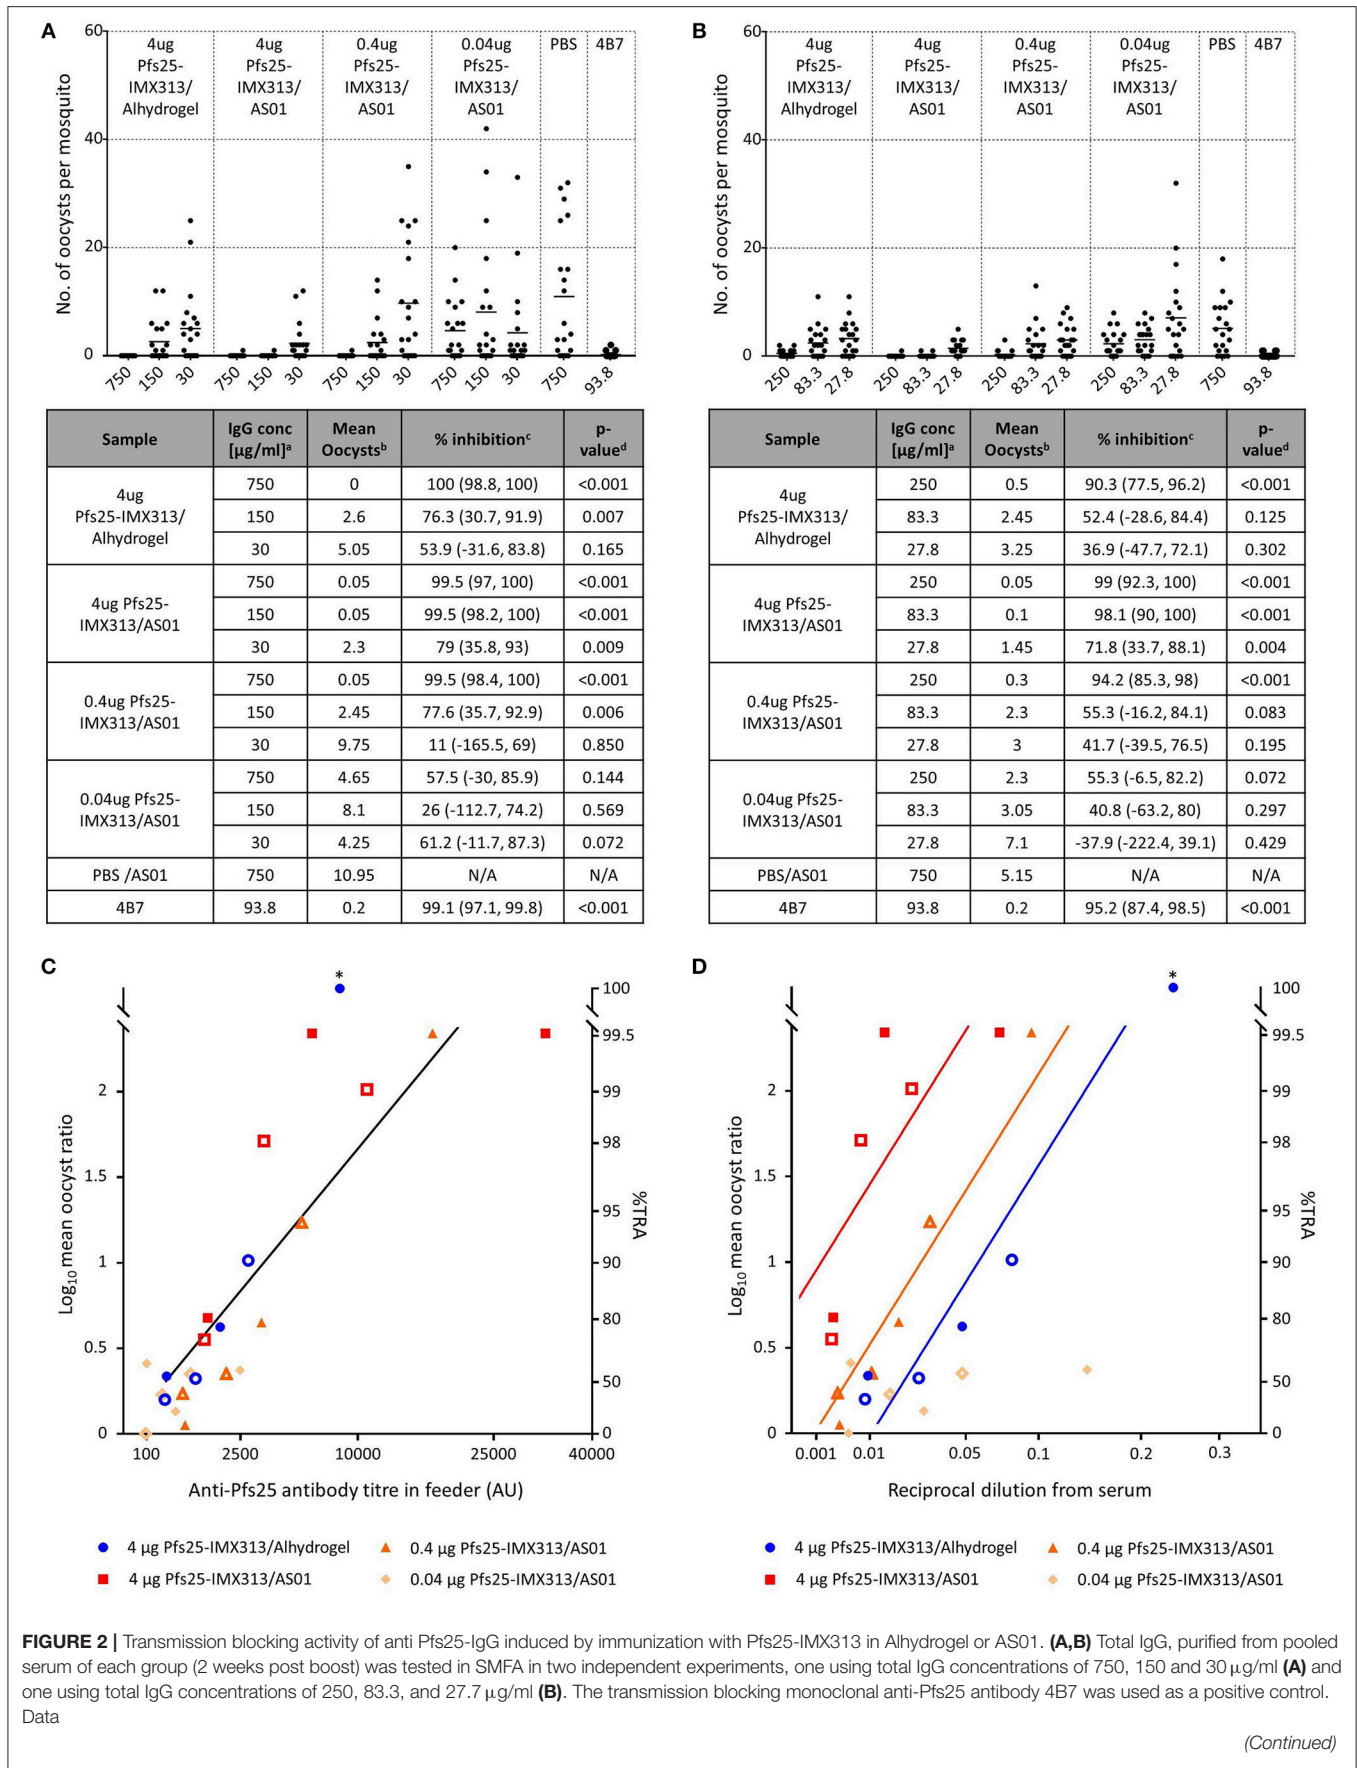 A
60
40
20
0
No. of oocysts per mosquito
4ug
Pfs25-
IMX313/
Alhydrogel
4ug
Pfs25-
IMX313/
AS01
0.4ug
Pfs25-
IMX313/
AS01
0.04ug
Pfs25-
IMX313/
AS01
PBS
4B7
750
150
30
750
150
30
750
150
30
750
150
30
750
93.8
Sample | IgG conc [µg/ml]a | Mean Oocystsb | % inhibitionc | p-valued
4ug
Pfs25-IMX313/
Alhydrogel
750 0 100 (98.8, 100) <0.001
150 2.6 76.3 (30.7, 91.9) 0.007
30 5.05 53.9 (-31.6, 83.8) 0.165
4ug Pfs25-
IMX313/AS01
750 0.05 99.5 (97, 100) <0.001
150 0.05 99.5 (98.2, 100) <0.001
30 2.3 79 (35.8, 93) 0.009
0.4ug Pfs25-
IMX313/AS01
750 0.05 99.5 (98.4, 100) <0.001
150 2.45 77.6 (35.7, 92.9) 0.006
30 9.75 11 (-165.5, 69) 0.850
0.04ug Pfs25-
IMX313/AS01
750 4.65 57.5 (-30, 85.9) 0.144
150 8.1 26 (-112.7, 74.2) 0.569
30 4.25 61.2 (-11.7, 87.3) 0.072
PBS /AS01 750 10.95 N/A N/A
4B7 93.8 0.2 99.1 (97.1, 99.8) <0.001
B
60
40
20
0
No. of oocysts per mosquito
4ug
Pfs25-
IMX313/
Alhydrogel
4ug
Pfs25-
IMX313/
AS01
0.4ug
Pfs25-
IMX313/
AS01
0.04ug
Pfs25-
IMX313/
AS01
PBS
4B7
250
83.3
27.8
250
83.3
27.8
250
83.3
27.8
250
83.3
27.8
750
93.8
Sample | IgG conc [µg/ml]a | Mean Oocystsb | % inhibitionc | p-valued
4ug
Pfs25-IMX313/
Alhydrogel
250 0.5 90.3 (77.5, 96.2) <0.001
83.3 2.45 52.4 (-28.6, 84.4) 0.125
27.8 3.25 36.9 (-47.7, 72.1) 0.302
4ug Pfs25-
IMX313/AS01
250 0.05 99 (92.3, 100) <0.001
83.3 0.1 98.1 (90, 100) <0.001
27.8 1.45 71.8 (33.7, 88.1) 0.004
0.4ug Pfs25-
IMX313/AS01
250 0.3 94.2 (85.3, 98) <0.001
83.3 2.3 55.3 (-16.2, 84.1) 0.083
27.8 3 41.7 (-39.5, 76.5) 0.195
0.04ug Pfs25-
IMX313/AS01
250 2.3 55.3 (-6.5, 82.2) 0.072
83.3 3.05 40.8 (-63.2, 80) 0.297
27.8 7.1 -37.9 (-222.4, 39.1) 0.429
PBS/AS01 750 5.15 N/A N/A
4B7 93.8 0.2 95.2 (87.4, 98.5) <0.001
C
*
Log10 mean oocyst ratio
2
1.5
1
0.5
0
100
99.5
99
98
95
90
80
50
0
%TRA
100 2500 10000 25000 40000
Anti-Pfs25 antibody titre in feeder (AU)
4 µg Pfs25-IMX313/Alhydrogel
0.4 µg Pfs25-IMX313/AS01
4 µg Pfs25-IMX313/AS01
0.04 µg Pfs25-IMX313/AS01
D
*
Log10 mean oocyst ratio
2
1.5
1
0.5
0
100
99.5
99
98
95
90
80
50
0
%TRA
0.001 0.01 0.05 0.1 0.2 0.3
Reciprocal dilution from serum
4 µg Pfs25-IMX313/Alhydrogel
0.4 µg Pfs25-IMX313/AS01
4 µg Pfs25-IMX313/AS01
0.04 µg Pfs25-IMX313/AS01
FIGURE 2 | Transmission blocking activity of anti Pfs25-IgG induced by immunization with Pfs25-IMX313 in Alhydrogel or AS01. (A,B) Total IgG, purified from pooled
serum of each group (2 weeks post boost) was tested in SMFA in two independent experiments, one using total IgG concentrations of 750, 150 and 30 µg/ml (A) and
one using total IgG concentrations of 250, 83.3, and 27.7 µg/ml (B). The transmission blocking monoclonal anti-Pfs25 antibody 4B7 was used as a positive control.
Data
(Continued)